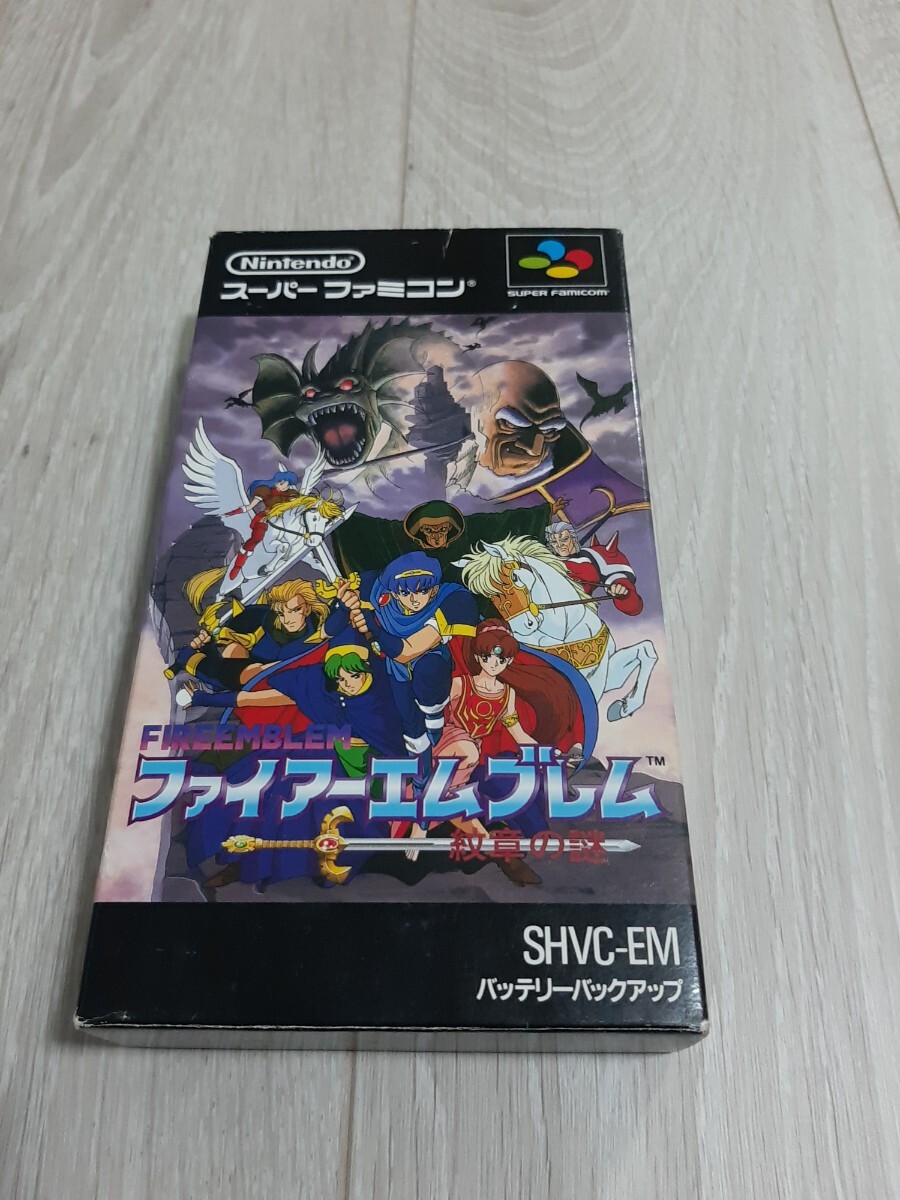 Nintendo
スーパーファミコン®
SUPER FAMICOM
FIREEMBLEM
ファイアーエムブレム™
紋章の謎
SHVC-EM
バッテリーバックアップ